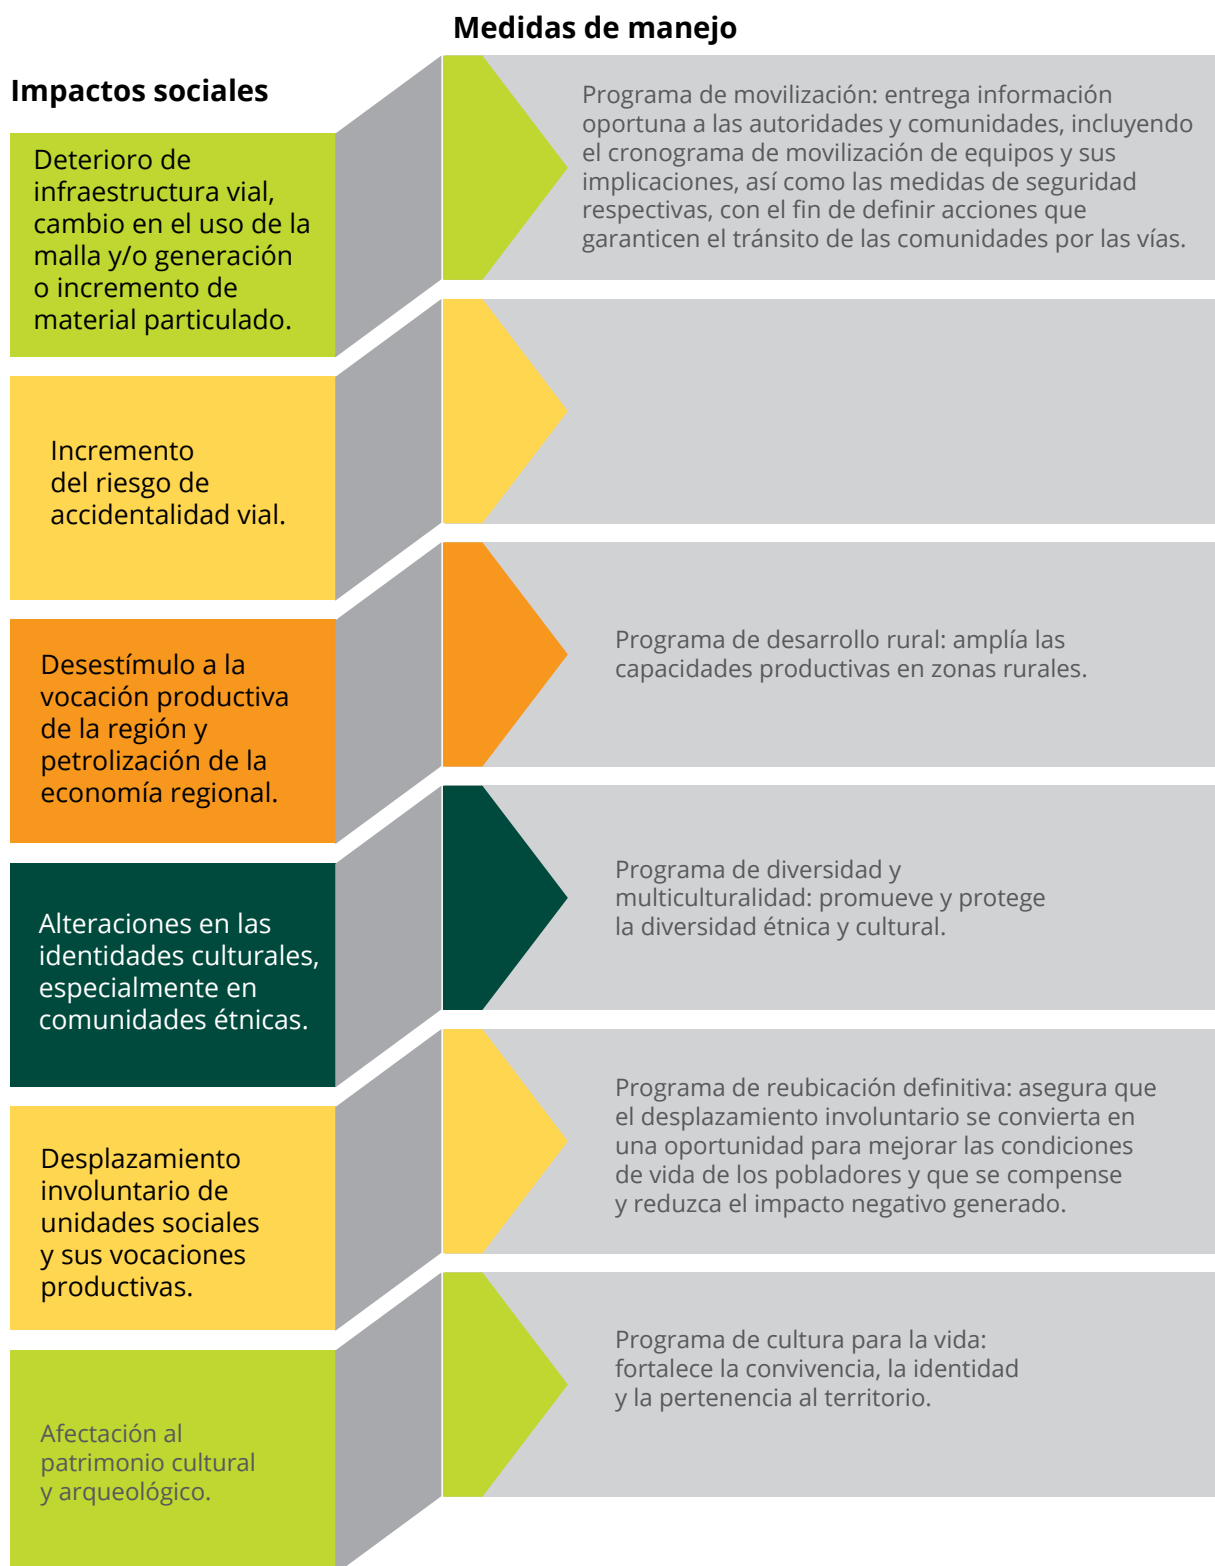 Medidas de manejo
Impactos sociales
Deterioro de
infraestructura vial,
cambio en el uso de la
malla y/o generación
o incremento de
material particulado.
Programa de movilización: entrega información
oportuna a las autoridades y comunidades, incluyendo
el cronograma de movilización de equipos y sus
implicaciones, así como las medidas de seguridad
respectivas, con el fin de definir acciones que
garanticen el tránsito de las comunidades por las vías.
Incremento
del riesgo de
accidentalidad vial.
Desestímulo a la
vocación productiva
de la región y
petrolización de la
economía regional.
Programa de desarrollo rural: amplía las
capacidades productivas en zonas rurales.
Alteraciones en las
identidades culturales,
especialmente en
comunidades étnicas.
Programa de diversidad y
multiculturalidad: promueve y protege
la diversidad étnica y cultural.
Desplazamiento
involuntario de
unidades sociales
y sus vocaciones
productivas.
Programa de reubicación definitiva: asegura que
el desplazamiento involuntario se convierta en
una oportunidad para mejorar las condiciones
de vida de los pobladores y que se compense
y reduzca el impacto negativo generado.
Afectación al
patrimonio cultural
y arqueológico.
Programa de cultura para la vida:
fortalece la convivencia, la identidad
y la pertenencia al territorio.